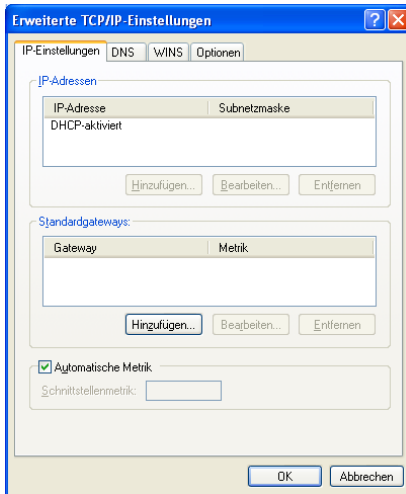 Erweiterte TCP/IP-Einstellungen
IP-Einstellungen DNS WINS Optionen
IP-Adressen
IP-Adresse Subnetzmaske
DHCP-aktiviert
Hinzufügen... Bearbeiten... Entfernen
Standardgateways:
Gateway Metrik
Hinzufügen... Bearbeiten... Entfernen
Automatische Metrik
Schnittstellenmetrik:
OK Abbrechen